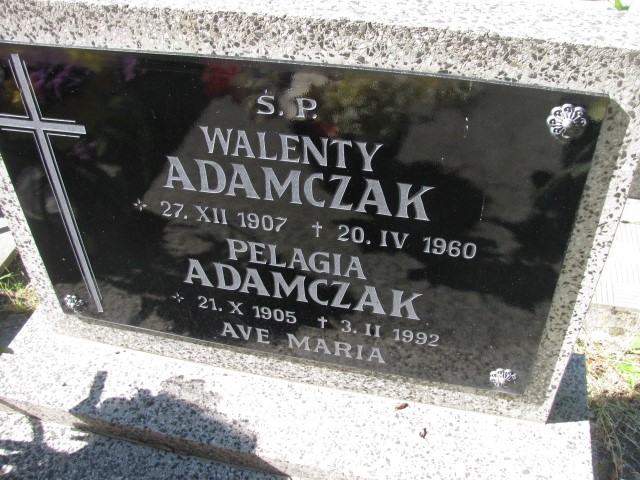 Ś. P.
WALENTY
ADAMCZAK
* 27. XII 1907 † 20. IV 1960
PELAGIA
ADAMCZAK
* 21. X 1905 † 3. II 1992
AVE MARIA